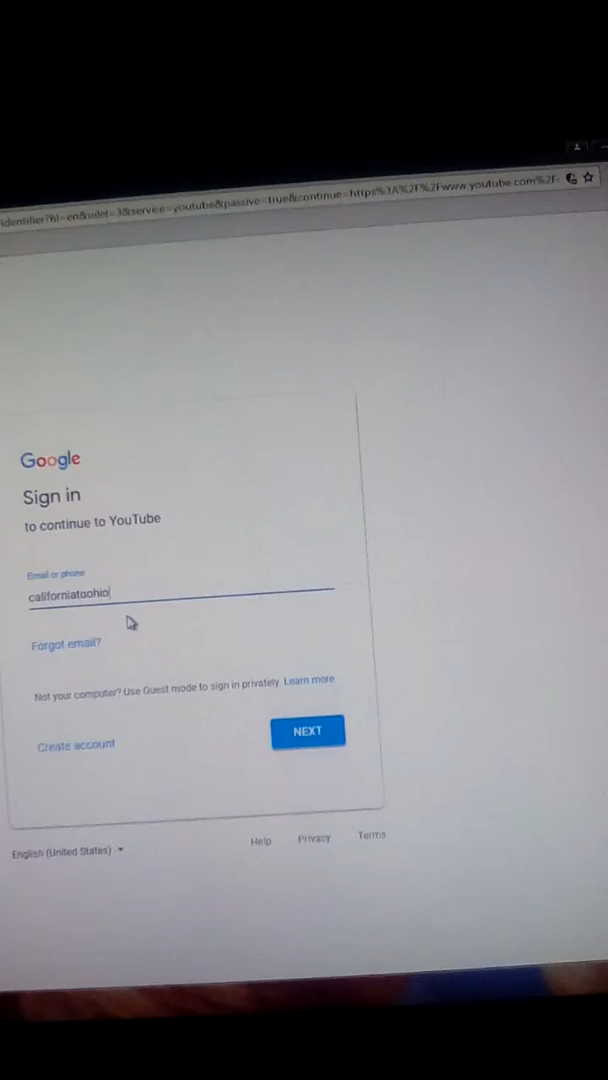 identifier?hl=en&uilel=3&service=youtube&passive=true&continue=https%3A%2F%2Fwww.youtube.com%2F
Google
Sign in
to continue to YouTube
Email or phone
californiatoohio
Forgot email?
Not your computer? Use Guest mode to sign in privately. Learn more
Create account
NEXT
English (United States)
Help Privacy Terms